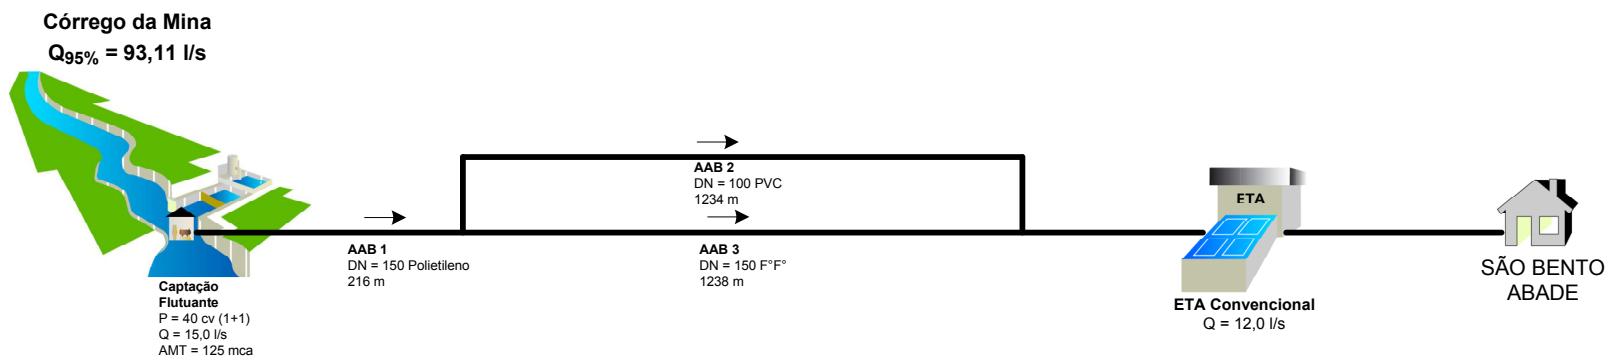 Córrego da Mina
Q95% = 93,11 l/s
AAB 2
DN = 100 PVC
1234 m
ETA
AAB 1
DN = 150 Polietileno
216 m
AAB 3
DN = 150 F°F°
1238 m
SÃO BENTO
ABADE
Captação
Flutuante
P = 40 cv (1+1)
Q = 15,0 l/s
AMT = 125 mca
ETA Convencional
Q = 12,0 l/s